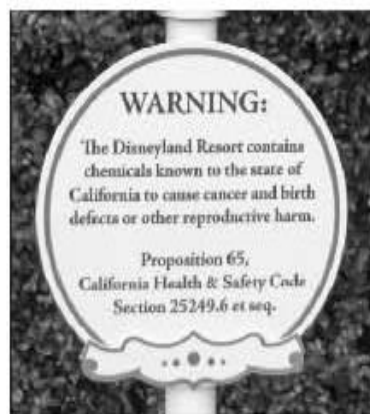 WARNING:
The Disneyland Resort contains
chemicals known to the state of
California to cause cancer and birth
defects or other reproductive harm.
Proposition 65,
California Health & Safety Code
Section 25249.6 et seq.